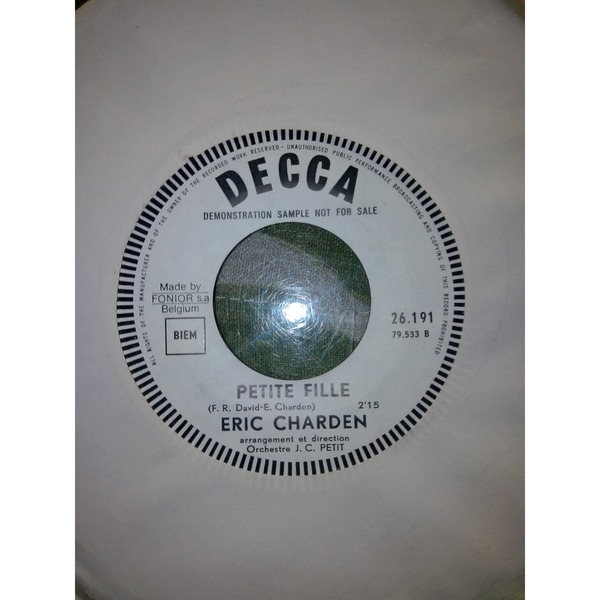 ALL RIGHTS OF THE MANUFACTURER AND OF THE OWNER OF THE RECORDED WORK RESERVED - UNAUTHORISED PUBLIC PERFORMANCE BROADCASTING AND COPYING OF THIS RECORD PROHIBITED
DECCA
DEMONSTRATION SAMPLE NOT FOR SALE
Made by
FONIOR s.a
Belgium
BIEM
26.191
79.533 B
PETITE FILLE
(F. R. David-E. Charden) 2'15
ERIC CHARDEN
arrangement et direction
Orchestre J. C. PETIT